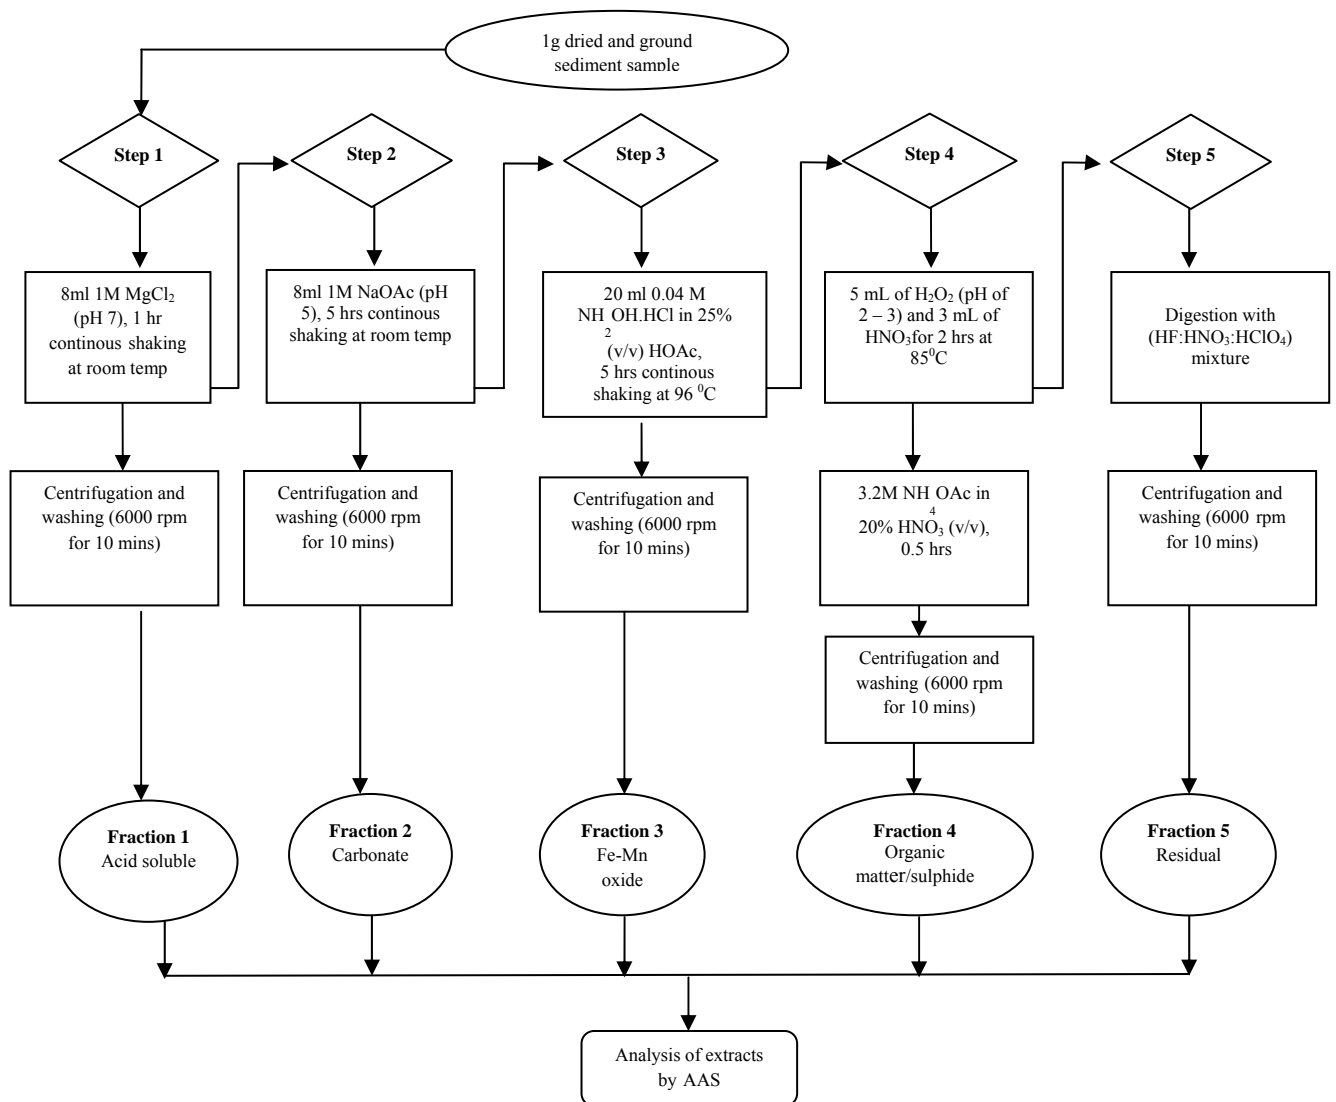 1g dried and ground
sediment sample
Step 1
Step 2
Step 3
Step 4
Step 5
8ml 1M MgCl₂
(pH 7), 1 hr
continous shaking
at room temp
8ml 1M NaOAc (pH
5), 5 hrs continous
shaking at room temp
20 ml 0.04 M
NH OH.HCl in 25%
2
(v/v) HOAc,
5 hrs continous
shaking at 96 ⁰C
5 mL of H₂O₂ (pH of
2 – 3) and 3 mL of
HNO₃for 2 hrs at
85⁰C
Digestion with
(HF:HNO₃:HClO₄)
mixture
Centrifugation and
washing (6000 rpm
for 10 mins)
Centrifugation and
washing (6000 rpm
for 10 mins)
Centrifugation and
washing (6000 rpm
for 10 mins)
3.2M NH OAc in
4
20% HNO₃ (v/v),
0.5 hrs
Centrifugation and
washing (6000 rpm
for 10 mins)
Centrifugation and
washing (6000 rpm
for 10 mins)
Fraction 1
Acid soluble
Fraction 2
Carbonate
Fraction 3
Fe-Mn
oxide
Fraction 4
Organic
matter/sulphide
Fraction 5
Residual
Analysis of extracts
by AAS